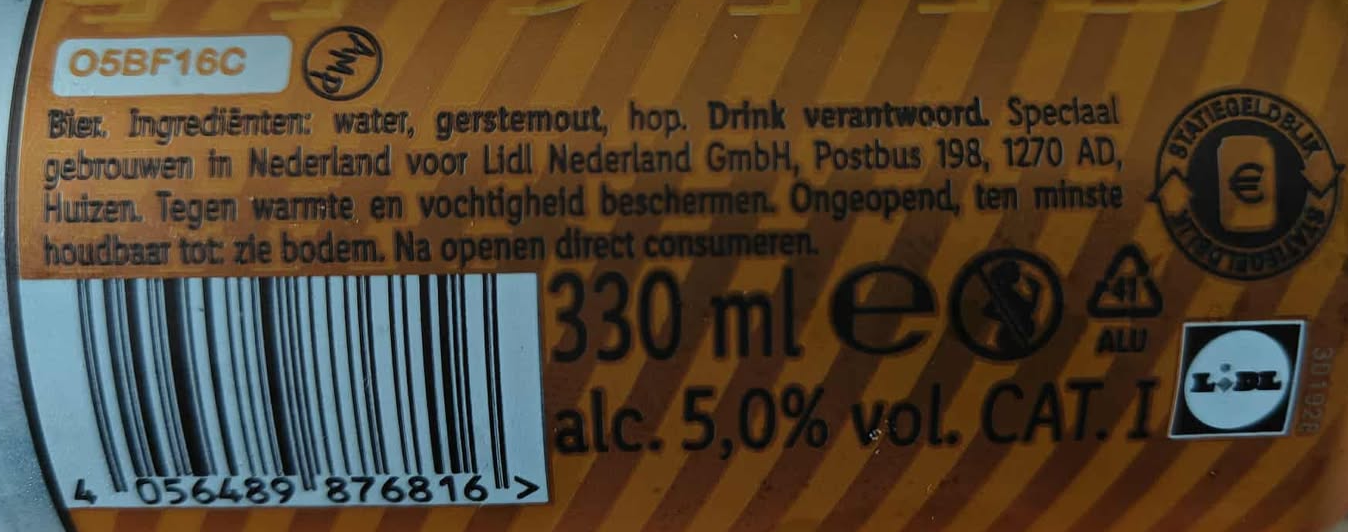 O5BF16C
AMP
Bier. Ingrediënten: water, gerstemout, hop. Drink verantwoord. Speciaal
gebrouwen in Nederland voor Lidl Nederland GmbH, Postbus 198, 1270 AD,
Huizen. Tegen warmte en vochtigheid beschermen. Ongeopend, ten minste
houdbaar tot: zie bodem. Na openen direct consumeren.
STATIEGELDBLIK
€
STATIEGELDBLIK
330 ml e
41
ALU
alc. 5,0% vol. CAT. I
LIDL
4 056489 876816 >